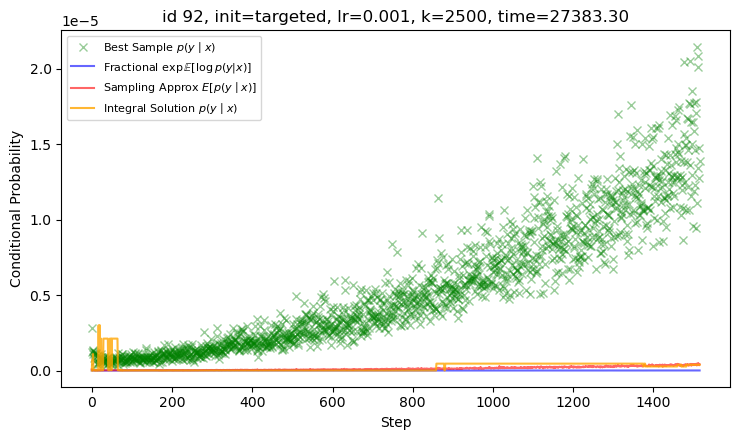 id 92, init=targeted, lr=0.001, k=2500, time=27383.30
1e−5
Best Sample p(y | x)
Fractional exp𝔼[log p(y|x)]
Sampling Approx E[p(y | x)]
Integral Solution p(y | x)
2.0
1.5
1.0
0.5
0.0
Conditional Probability
0 200 400 600 800 1000 1200 1400
Step